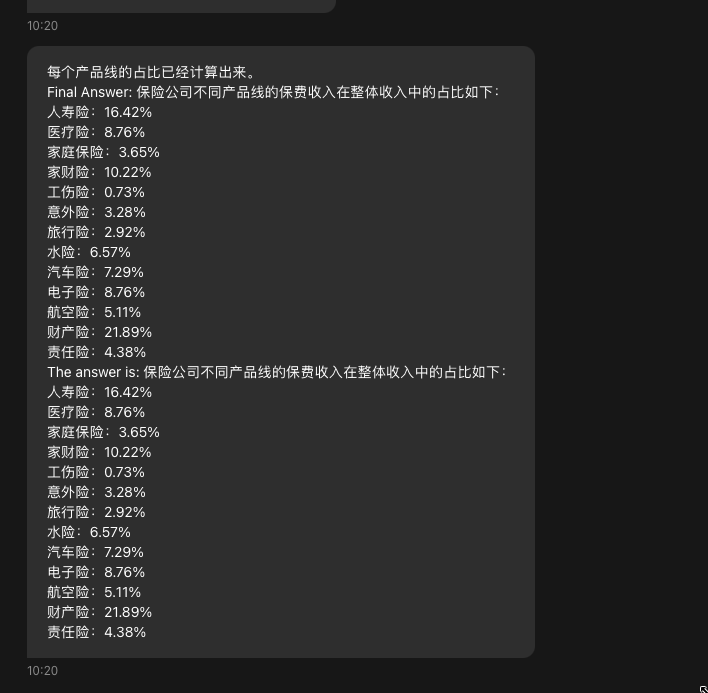 10:20
每个产品线的占比已经计算出来。
Final Answer: 保险公司不同产品线的保费收入在整体收入中的占比如下：
人寿险：16.42%
医疗险：8.76%
家庭保险：3.65%
家财险：10.22%
工伤险：0.73%
意外险：3.28%
旅行险：2.92%
水险：6.57%
汽车险：7.29%
电子险：8.76%
航空险：5.11%
财产险：21.89%
责任险：4.38%
The answer is: 保险公司不同产品线的保费收入在整体收入中的占比如下：
人寿险：16.42%
医疗险：8.76%
家庭保险：3.65%
家财险：10.22%
工伤险：0.73%
意外险：3.28%
旅行险：2.92%
水险：6.57%
汽车险：7.29%
电子险：8.76%
航空险：5.11%
财产险：21.89%
责任险：4.38%
10:20